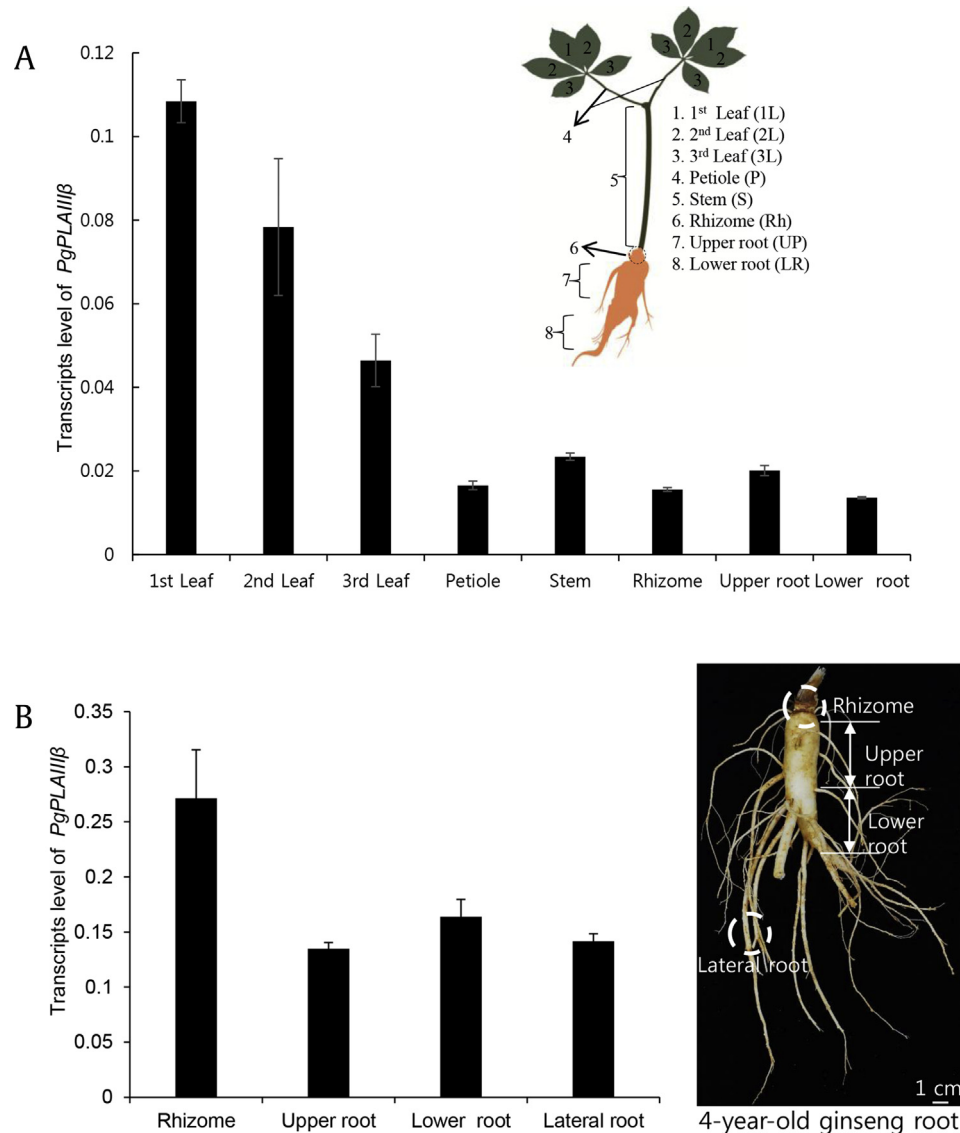 A
Transcripts level of PgPLAIIIβ
0.12
0.1
0.08
0.06
0.04
0.02
0
1st Leaf 2nd Leaf 3rd Leaf Petiole Stem Rhizome Upper root Lower root
1 2 2 3 3
2 3 1 2 3
4
5
6
7
8
1. 1st Leaf (1L)
2. 2nd Leaf (2L)
3. 3rd Leaf (3L)
4. Petiole (P)
5. Stem (S)
6. Rhizome (Rh)
7. Upper root (UP)
8. Lower root (LR)
B
Transcripts level of PgPLAIIIβ
0.35
0.3
0.25
0.2
0.15
0.1
0.05
0
Rhizome Upper root Lower root Lateral root
Rhizome
Upper
root
Lower
root
Lateral root
1 cm
4-year-old ginseng root